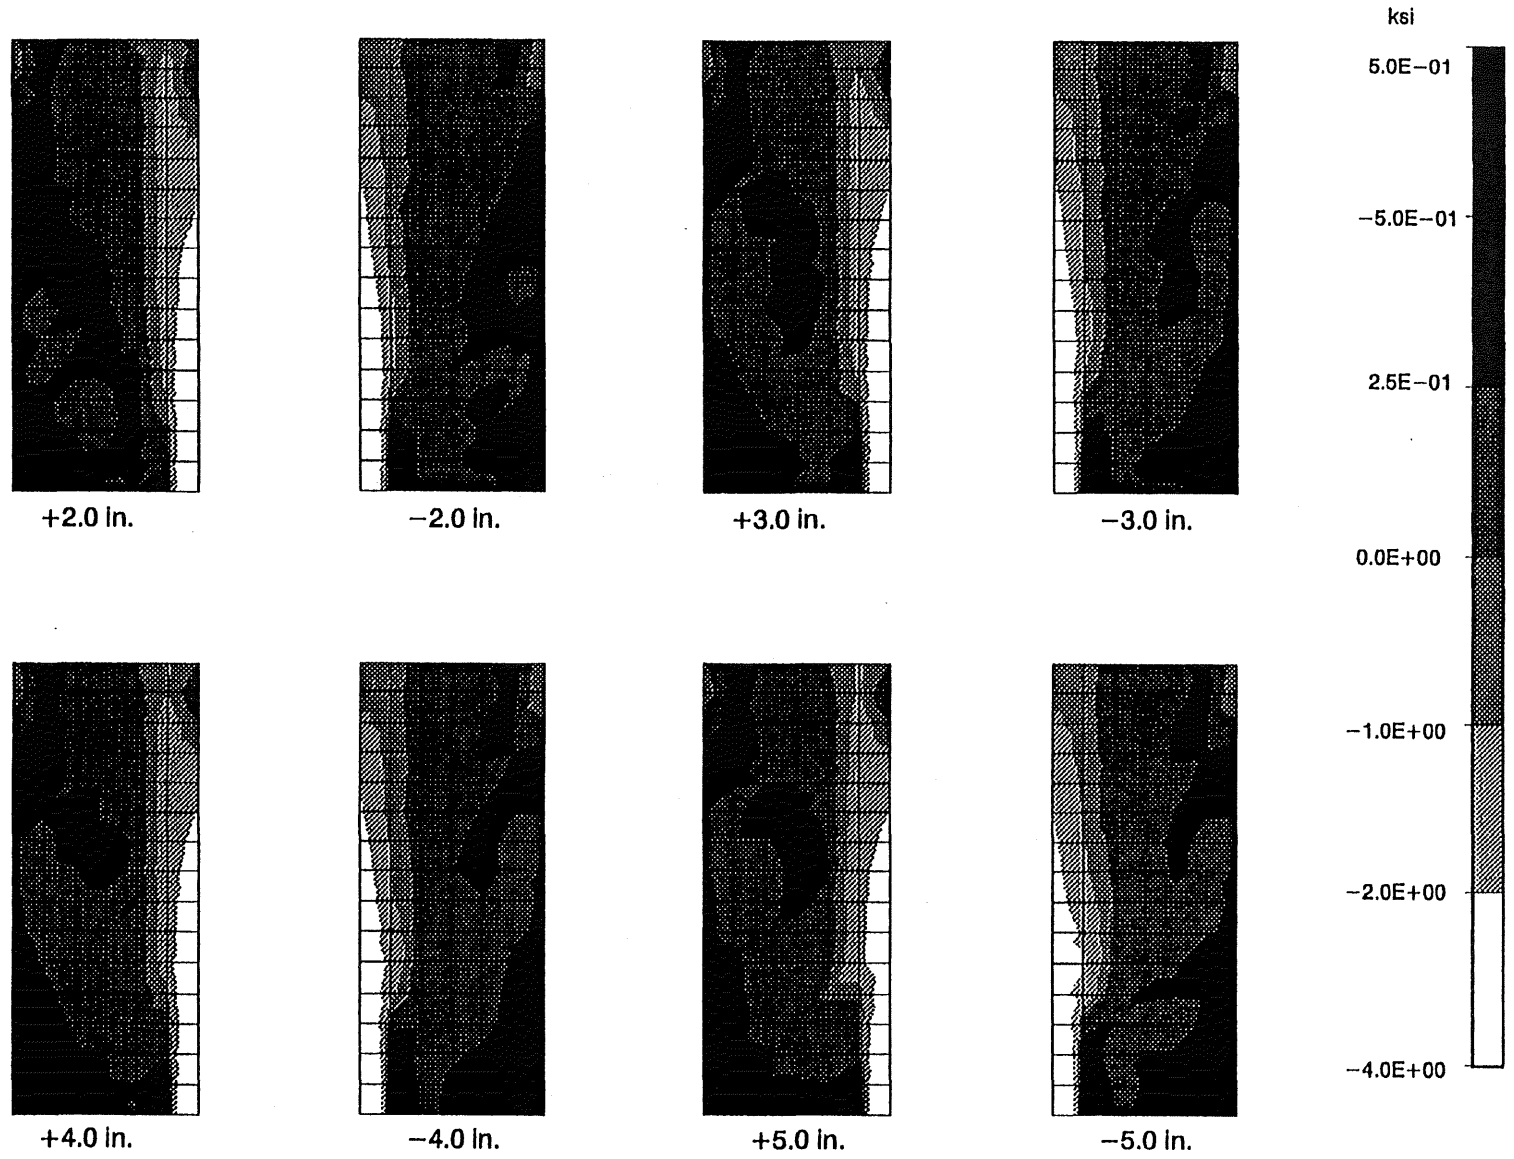 ksi
5.0E−01
−5.0E−01
2.5E−01
0.0E+00
−1.0E+00
−2.0E+00
−4.0E+00
+2.0 in.
−2.0 in.
+3.0 in.
−3.0 in.
+4.0 in.
−4.0 in.
+5.0 in.
−5.0 in.